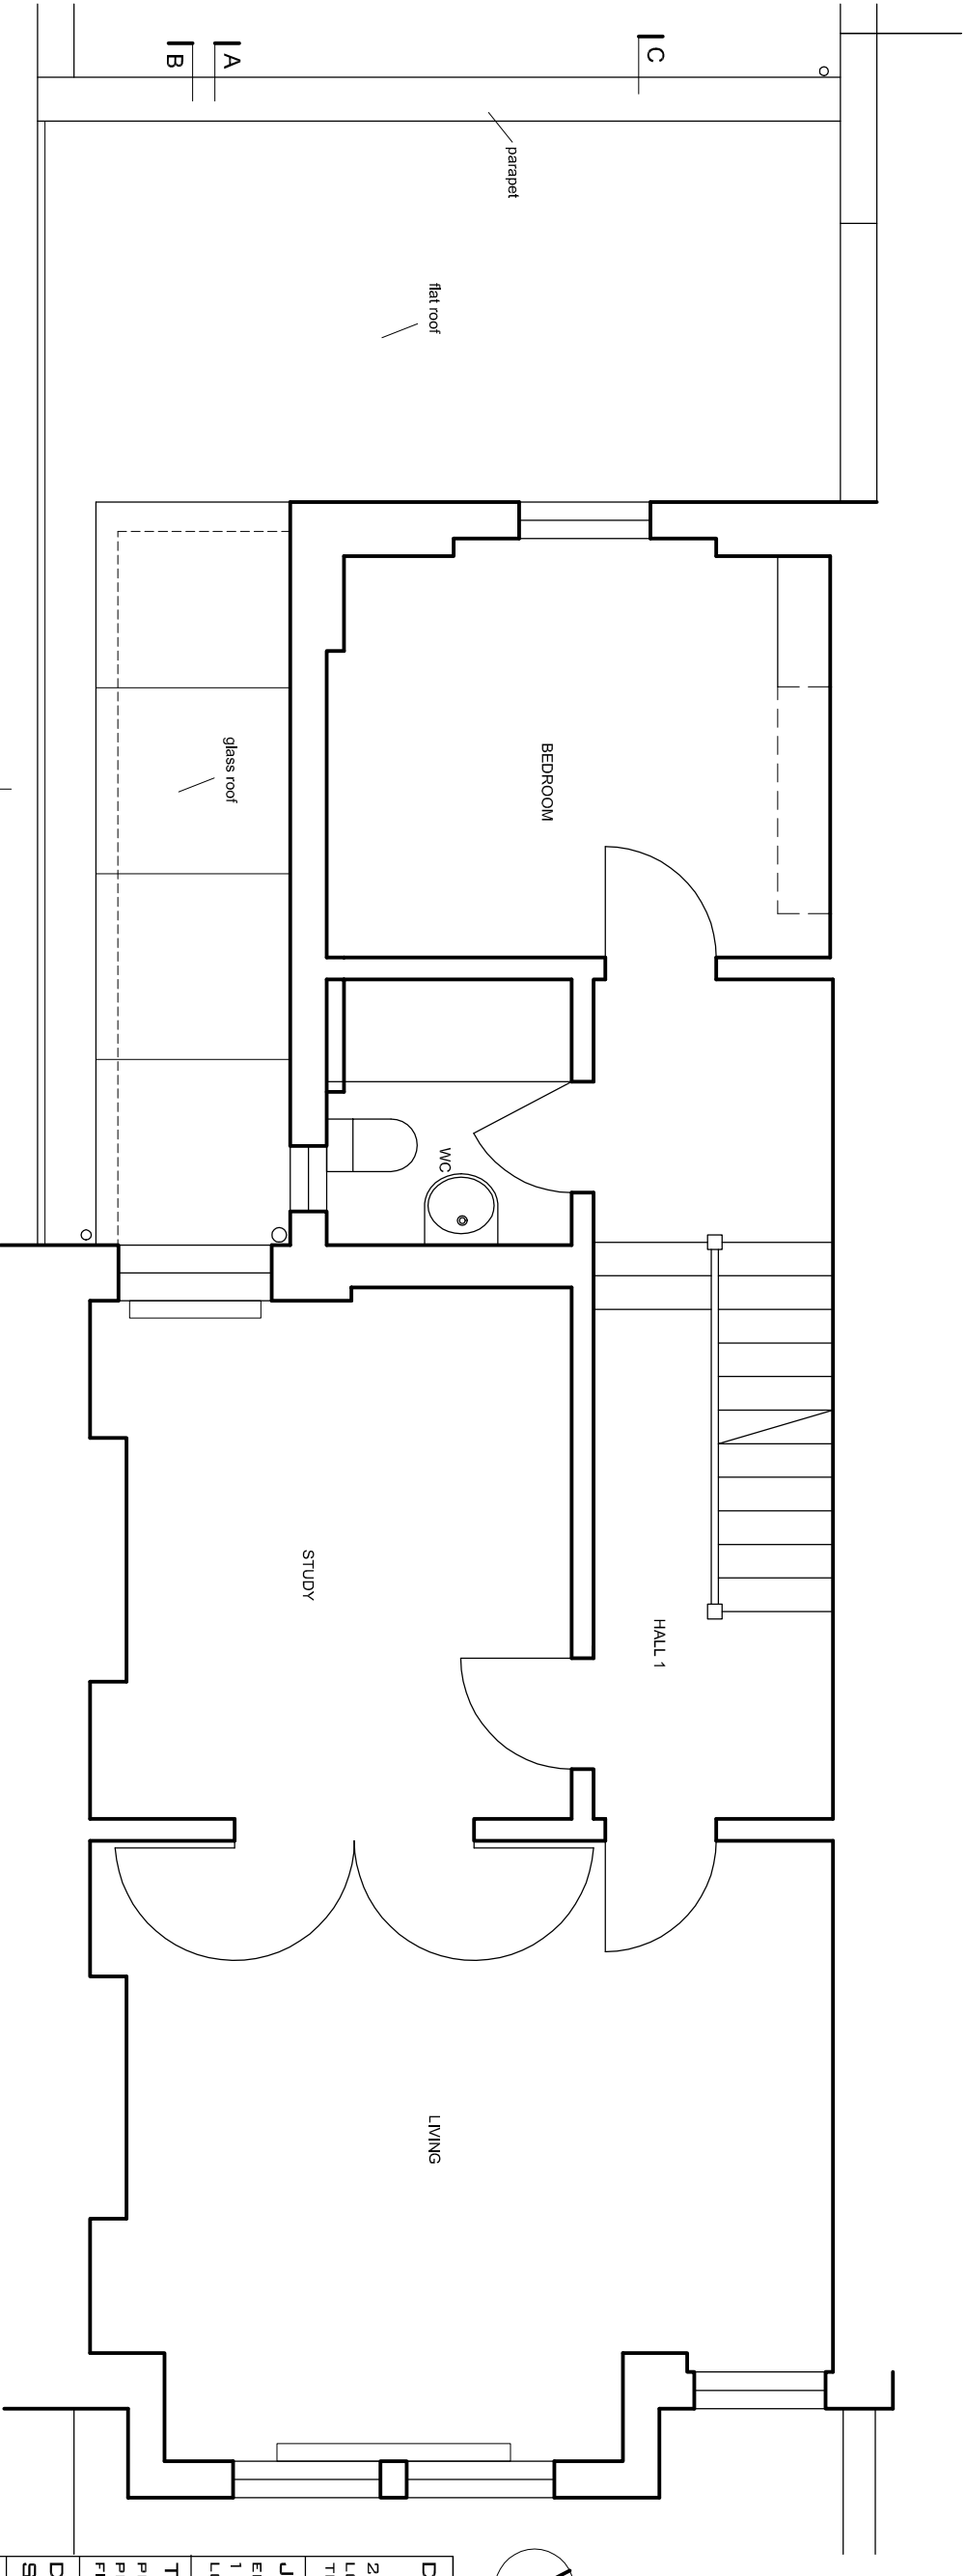 C
A
B
parapet
flat roof
glass roof
BEDROOM
WC
STUDY
HALL 1
LIVING